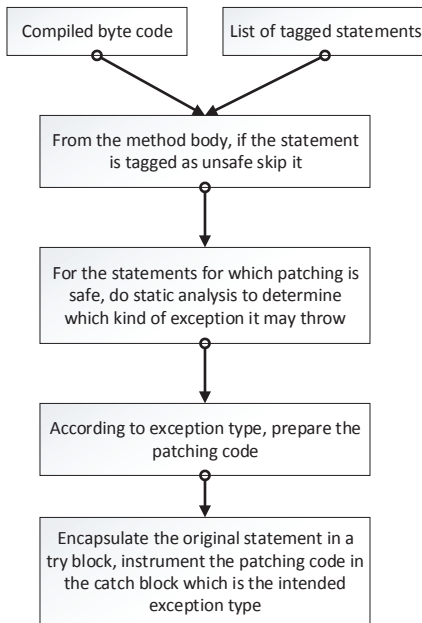 Compiled byte code
List of tagged statements
From the method body, if the statement
is tagged as unsafe skip it
For the statements for which patching is
safe, do static analysis to determine
which kind of exception it may throw
According to exception type, prepare the
patching code
Encapsulate the original statement in a
try block, instrument the patching code in
the catch block which is the intended
exception type